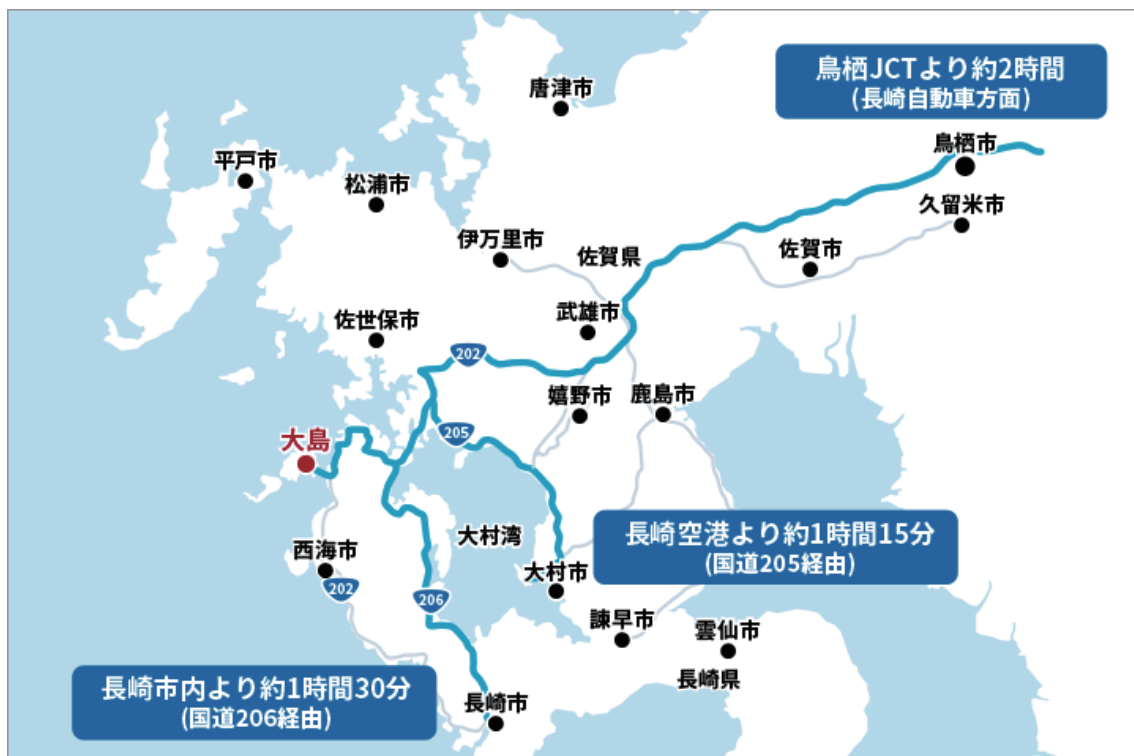 鳥栖JCTより約2時間
(長崎自動車方面)
唐津市
鳥栖市
平戸市
松浦市
久留米市
伊万里市
佐賀県
佐賀市
武雄市
佐世保市
202
嬉野市
鹿島市
205
大島
長崎空港より約1時間15分
(国道205経由)
大村湾
西海市
大村市
202
206
諫早市
雲仙市
長崎県
長崎市内より約1時間30分
(国道206経由)
長崎市